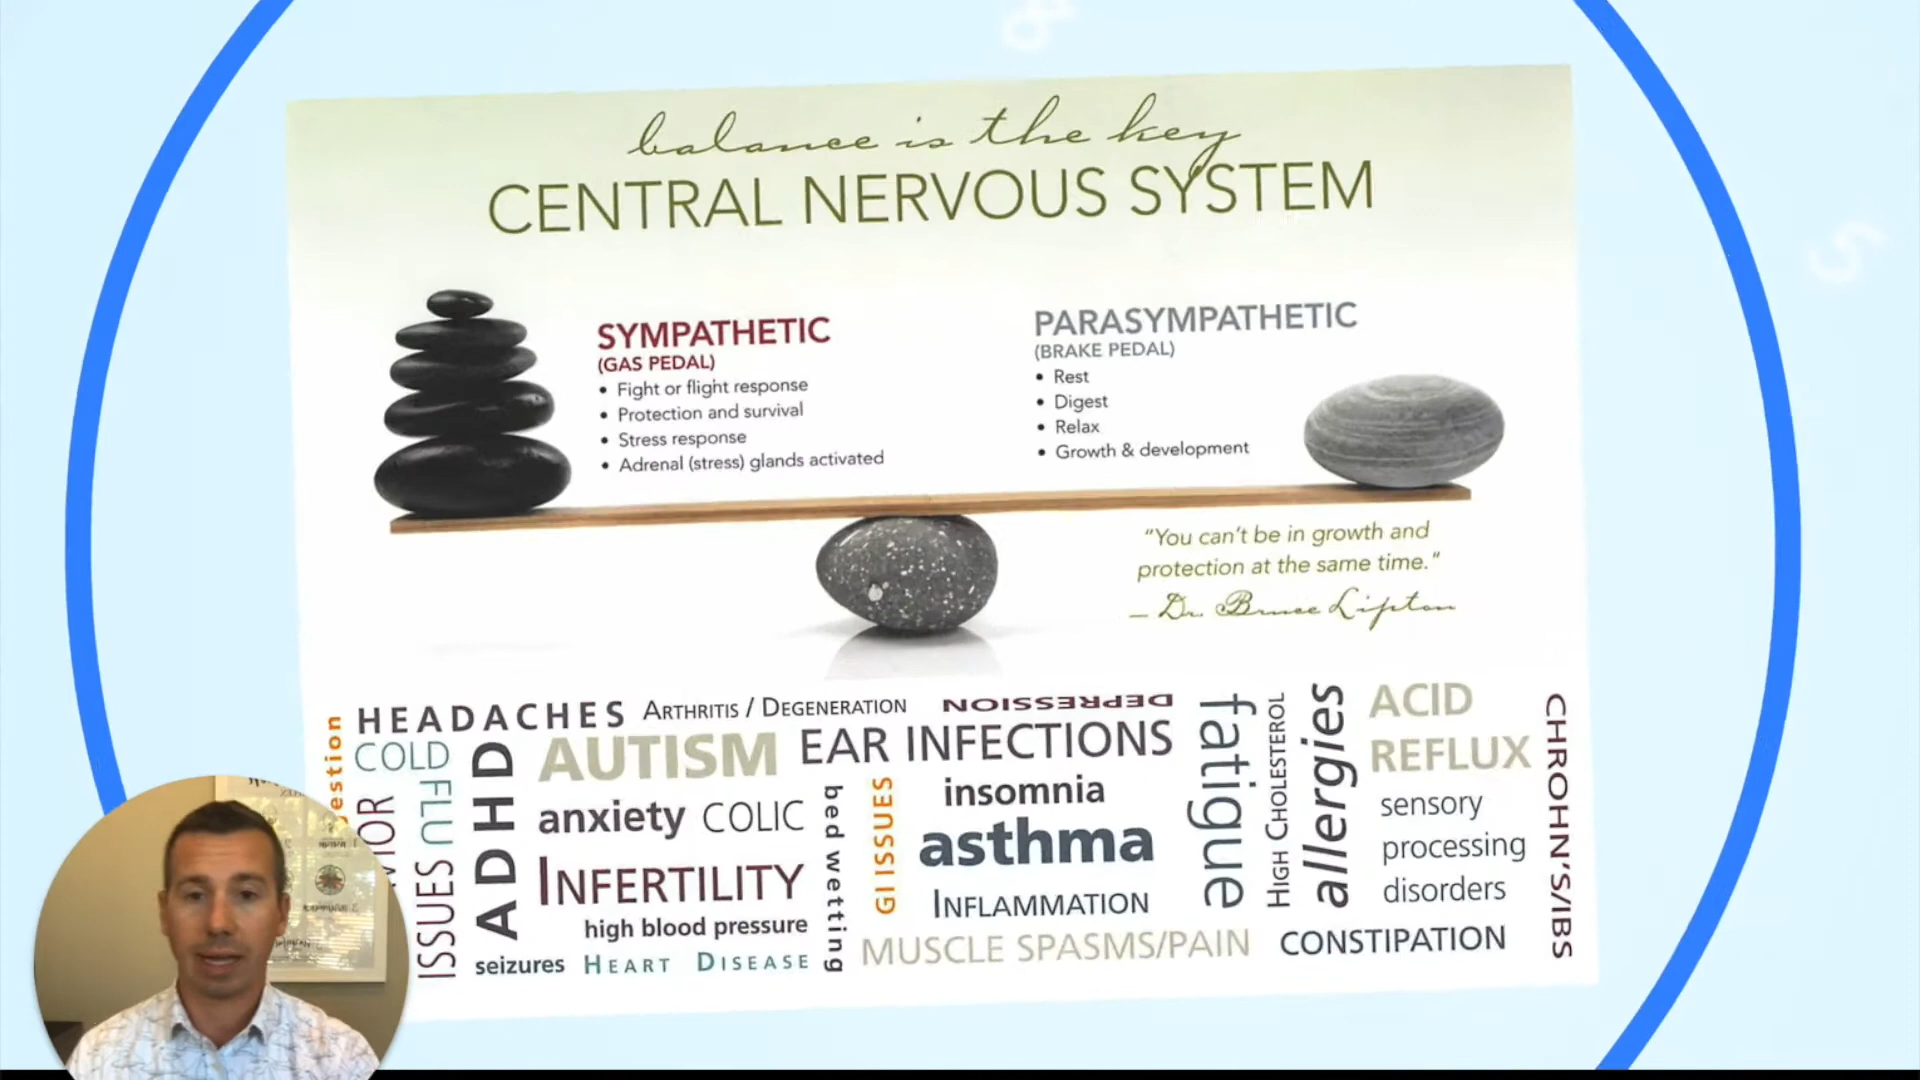 balance is the key
CENTRAL NERVOUS SYSTEM
SYMPATHETIC
(GAS PEDAL)
• Fight or flight response
• Protection and survival
• Stress response
• Adrenal (stress) glands activated
PARASYMPATHETIC
(BRAKE PEDAL)
• Rest
• Digest
• Relax
• Growth & development
"You can't be in growth and
protection at the same time."
– Dr. Bruce Lipton
HEADACHES
ARTHRITIS / DEGENERATION
DEPRESSION
COLD
FLU
ISSUES
ADHD
AUTISM
EAR INFECTIONS
anxiety
COLIC
INFERTILITY
high blood pressure
seizures
HEART DISEASE
bed wetting
GI ISSUES
insomnia
asthma
INFLAMMATION
MUSCLE SPASMS/PAIN
fatigue
HIGH CHOLESTEROL
allergies
ACID
REFLUX
sensory
processing
disorders
CONSTIPATION
CHROHN'S/IBS